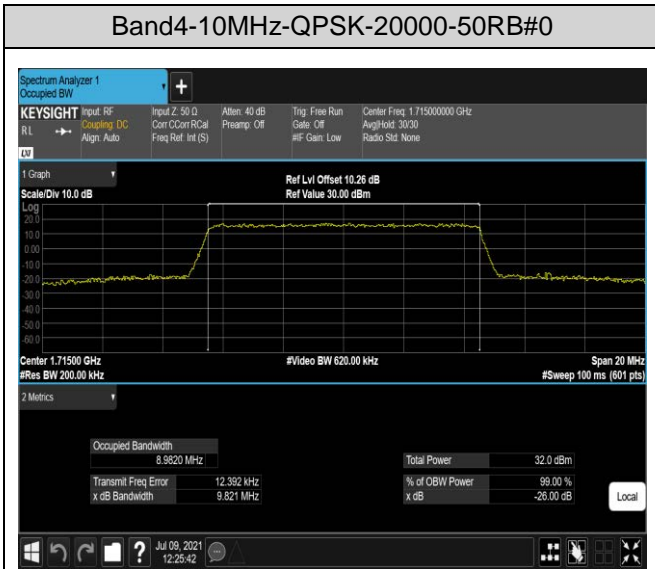 Band4-10MHz-QPSK-20000-50RB#0
Spectrum Analyzer 1
Occupied BW
+
KEYSIGHT Input: RF Input Z: 50 Ω Atten: 40 dB Trig: Free Run Center Freq: 1.715000000 GHz
RL Coupling: DC Corr CCorr RCal Preamp: Off Gate: Off Avg|Hold: 30/30
Align: Auto Freq Ref: Int (S) #IF Gain: Low Radio Std: None
LXI
1 Graph Ref Lvl Offset 10.26 dB
Scale/Div 10.0 dB Ref Value 30.00 dBm
Log
20.0
10.0
0.00
-10.0
-20.0
-30.0
-40.0
-50.0
-60.0
Center 1.71500 GHz #Video BW 620.00 kHz Span 20 MHz
#Res BW 200.00 kHz #Sweep 100 ms (601 pts)
2 Metrics
Occupied Bandwidth
8.9820 MHz Total Power 32.0 dBm
Transmit Freq Error 12.392 kHz % of OBW Power 99.00 %
x dB Bandwidth 9.821 MHz x dB -26.00 dB
Local
? Jul 09, 2021
12:25:42